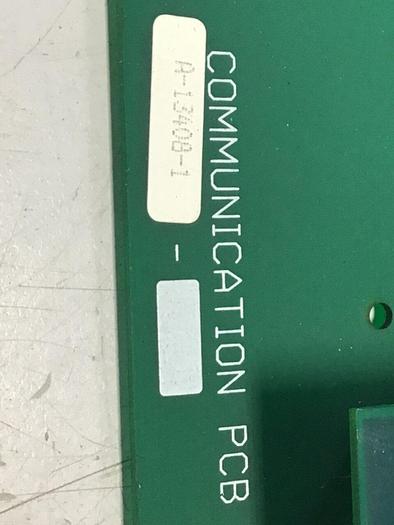 COMMUNICATION PCB
A-13408-1
-